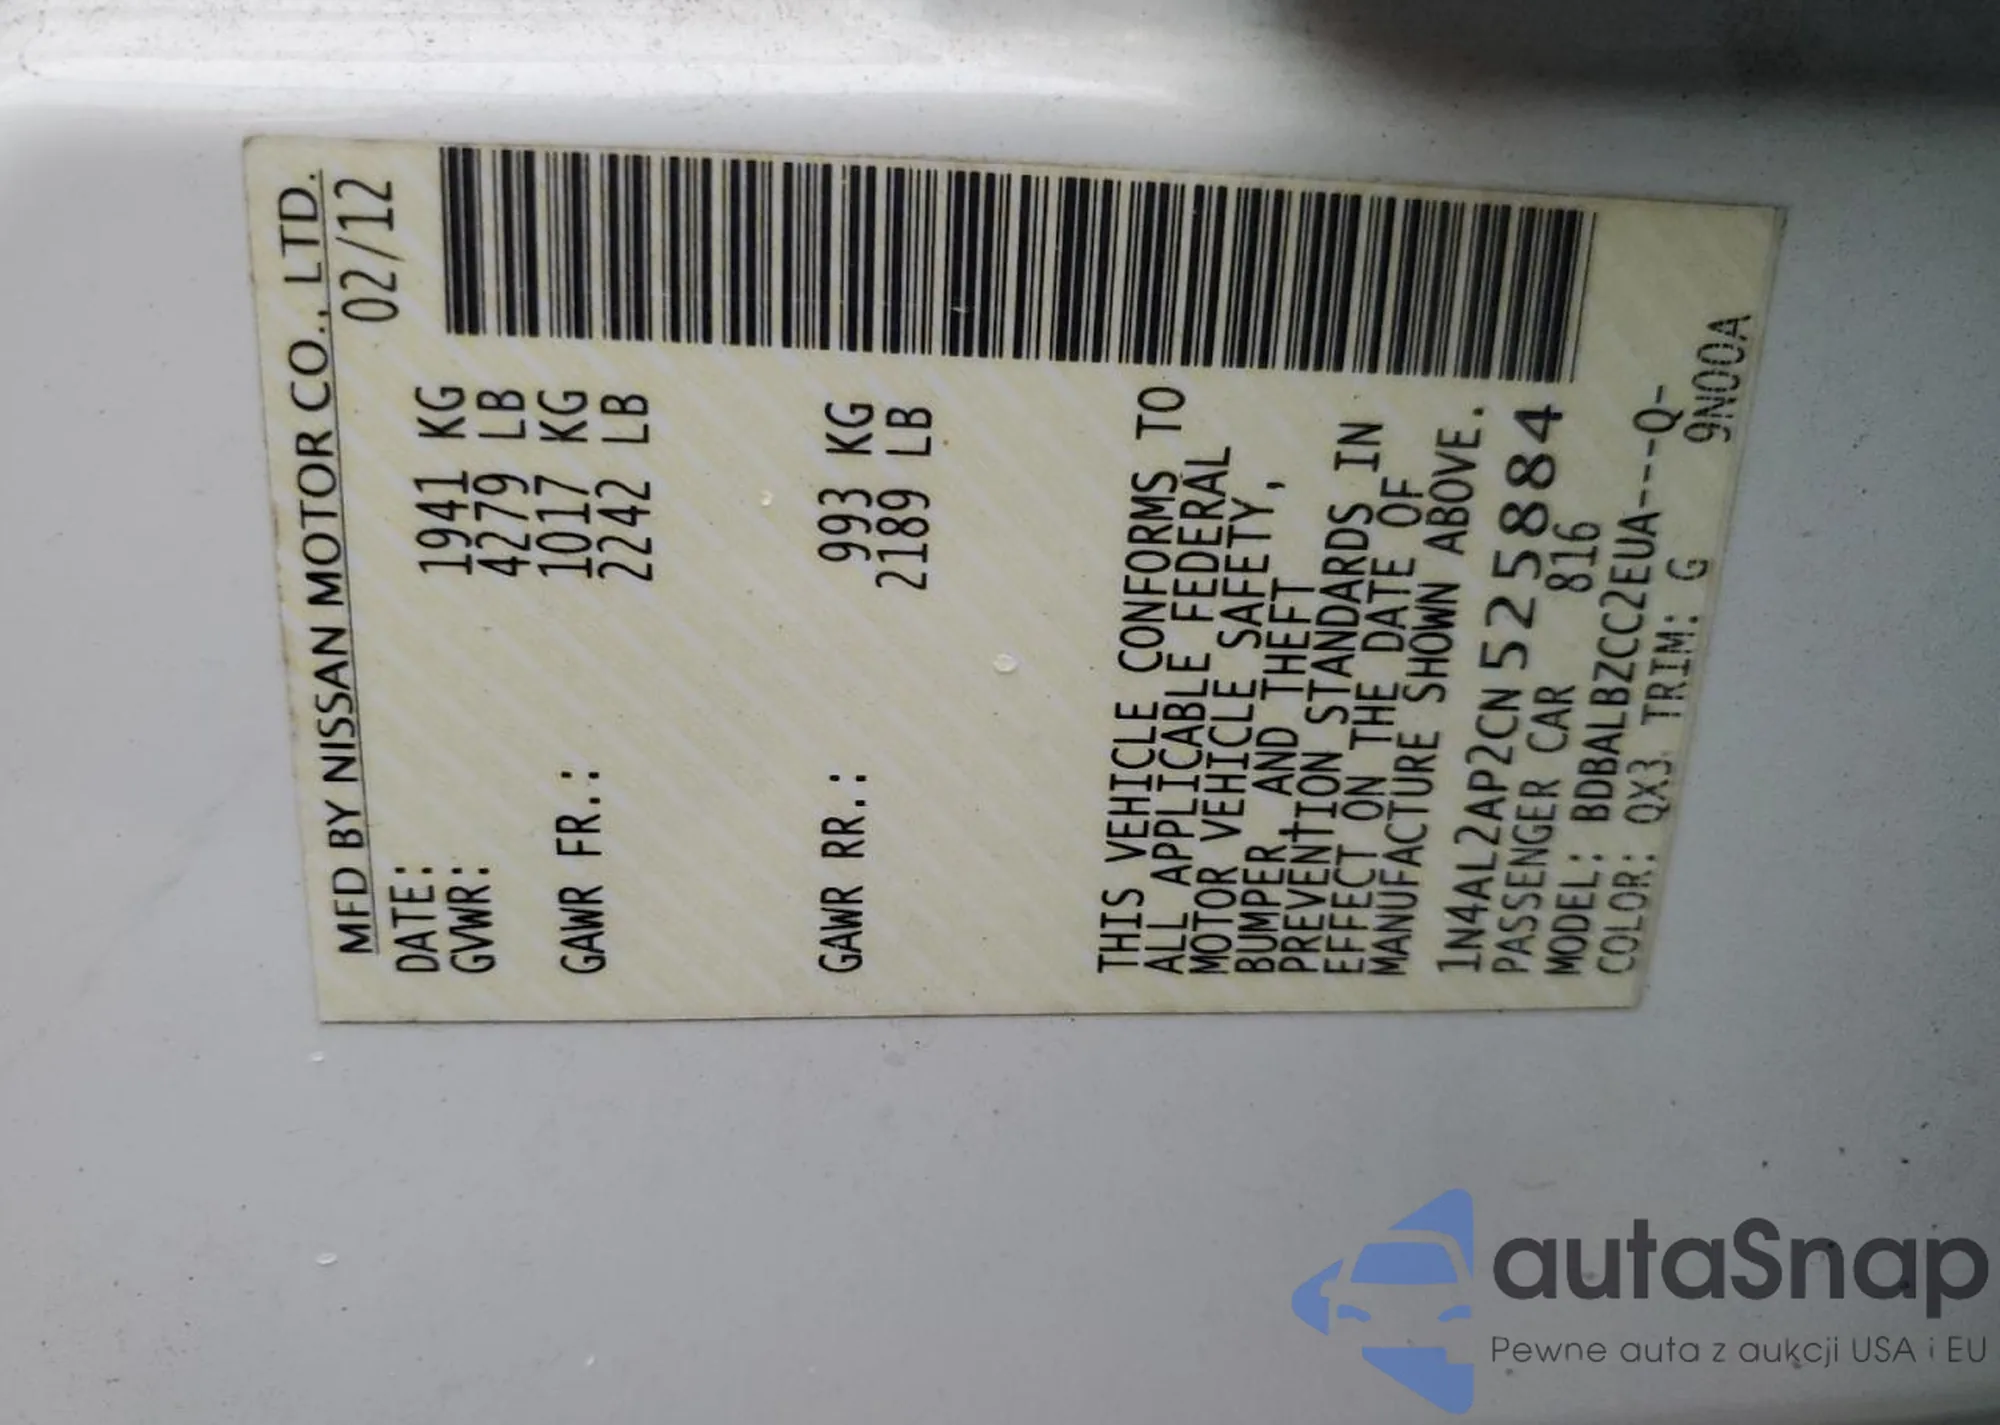 MFD BY NISSAN MOTOR CO., LTD.
DATE: 02/12
GVWR: 1941 KG
4279 LB
GAWR FR.: 1017 KG
2242 LB
GAWR RR.: 993 KG
2189 LB
THIS VEHICLE CONFORMS TO
ALL APPLICABLE FEDERAL
MOTOR VEHICLE SAFETY,
BUMPER, AND THEFT
PREVENTION STANDARDS IN
EFFECT ON THE DATE OF
MANUFACTURE SHOWN ABOVE.
1N4AL2AP2CN 525884
PASSENGER CAR 816
MODEL: BDBALBZCC2EUA----Q-
COLOR: QX3 TRIM: G 9N00A
autaSnap
Pewne auta z aukcji USA i EU